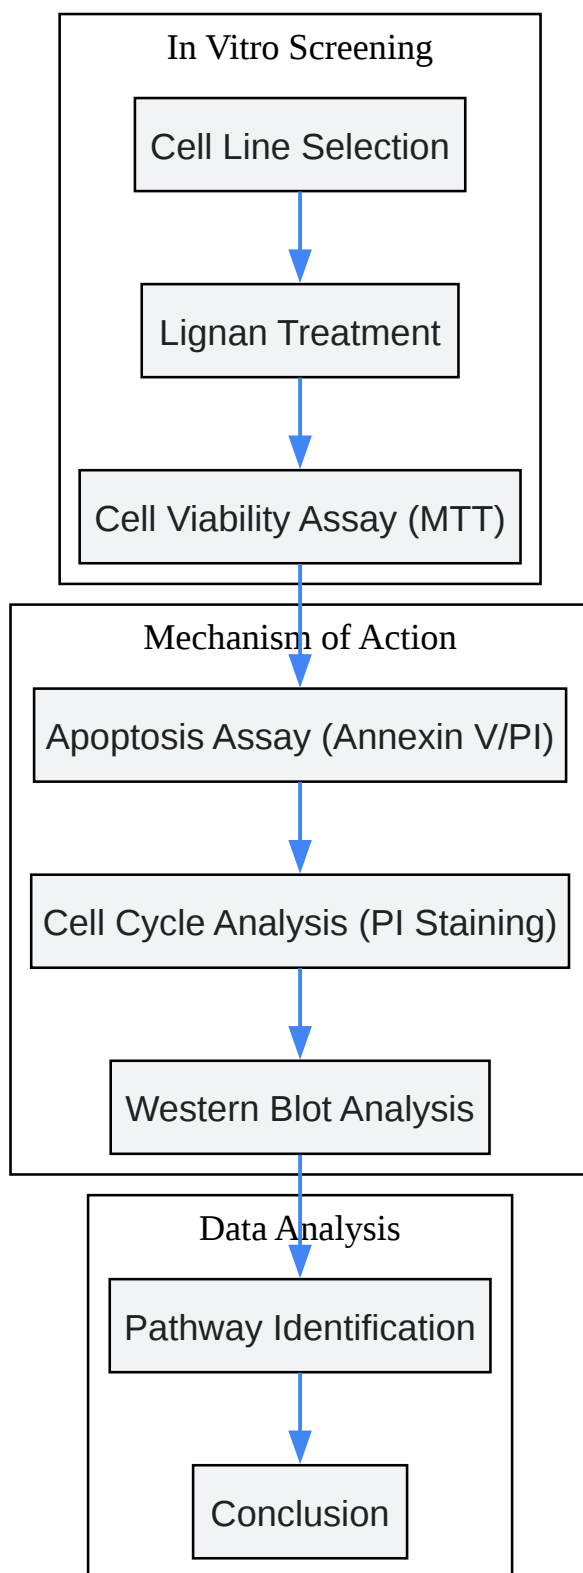 In Vitro Screening
Cell Line Selection
Lignan Treatment
Cell Viability Assay (MTT)
Mechanism of Action
Apoptosis Assay (Annexin V/PI)
Cell Cycle Analysis (PI Staining)
Western Blot Analysis
Data Analysis
Pathway Identification
Conclusion